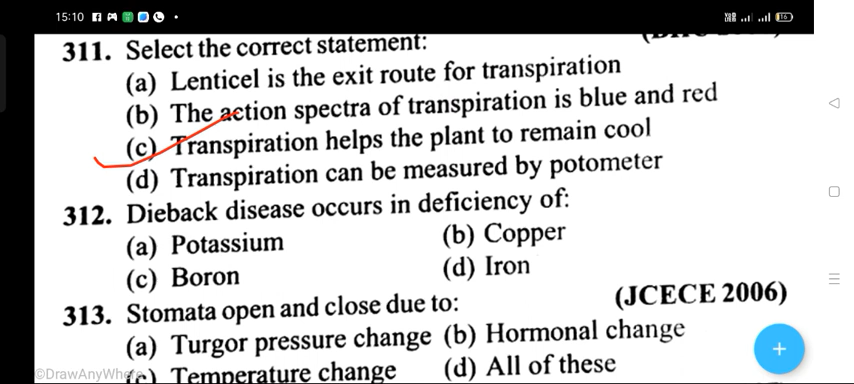 15:10
311. Select the correct statement:
(a) Lenticel is the exit route for transpiration
(b) The action spectra of transpiration is blue and red
(c) Transpiration helps the plant to remain cool
(d) Transpiration can be measured by potometer
312. Dieback disease occurs in deficiency of:
(a) Potassium (b) Copper
(c) Boron (d) Iron
(JCECE 2006)
313. Stomata open and close due to:
(a) Turgor pressure change (b) Hormonal change
(c) Temperature change (d) All of these
©DrawAnyWhere